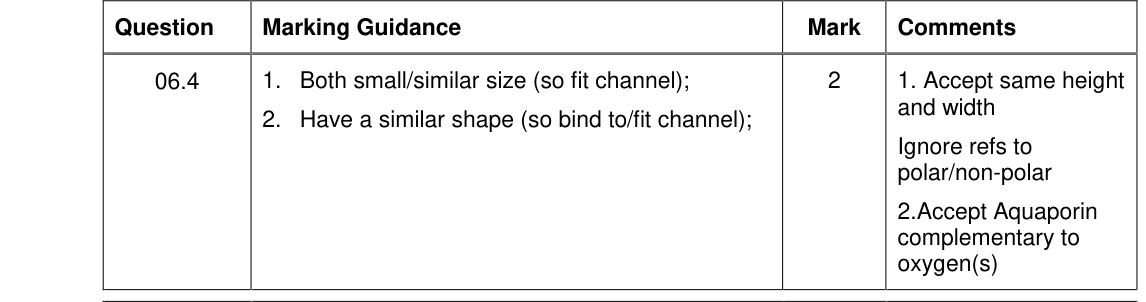 Question Marking Guidance Mark Comments
06.4 1. Both small/similar size (so fit channel); 2 1. Accept same height
and width
2. Have a similar shape (so bind to/fit channel);
Ignore refs to
polar/non-polar
2.Accept Aquaporin
complementary to
oxygen(s)